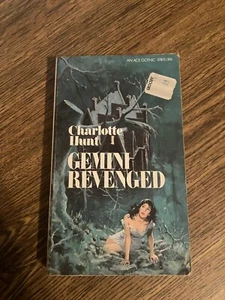 AN ACE GOTHIC
Charlotte
Hunt
GEMINI
REVENGED